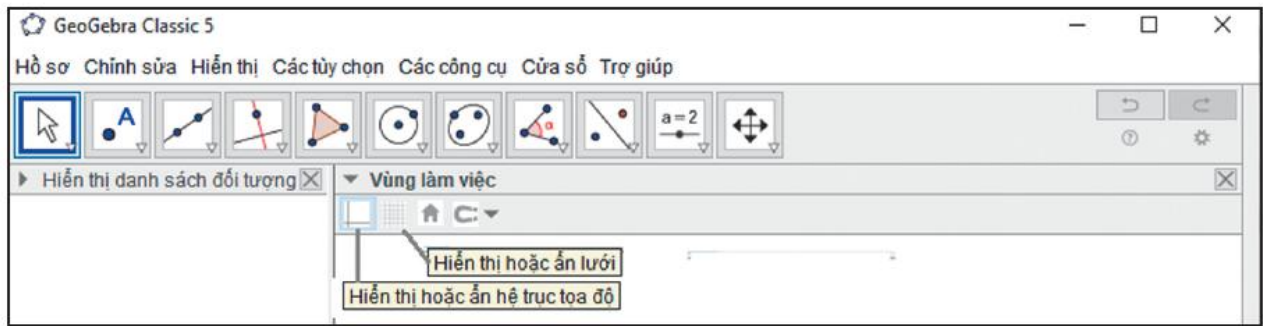 GeoGebra Classic 5
Hồ sơ Chỉnh sửa Hiển thị Các tùy chọn Các công cụ Cửa sổ Trợ giúp
A
α
a = 2
Hiển thị danh sách đối tượng
Vùng làm việc
Hiển thị hoặc ẩn lưới
Hiển thị hoặc ẩn hệ trục tọa độ